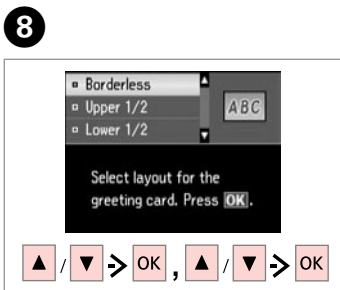 8
Borderless
Upper 1/2
Lower 1/2
ABC
Select layout for the
greeting card. Press OK.
▲ / ▼ → OK , ▲ / ▼ → OK